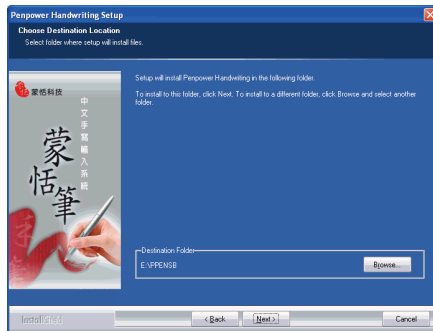 Penpower Handwriting Setup
Choose Destination Location
Select folder where setup will install files.
蒙恬科技
中文手寫輸入系統
蒙恬筆
Setup will install Penpower Handwriting in the following folder.
To install to this folder, click Next. To install to a different folder, click Browse and select another
folder.
Destination Folder
E:\PPENSB
Browse...
InstallShield
< Back
Next >
Cancel